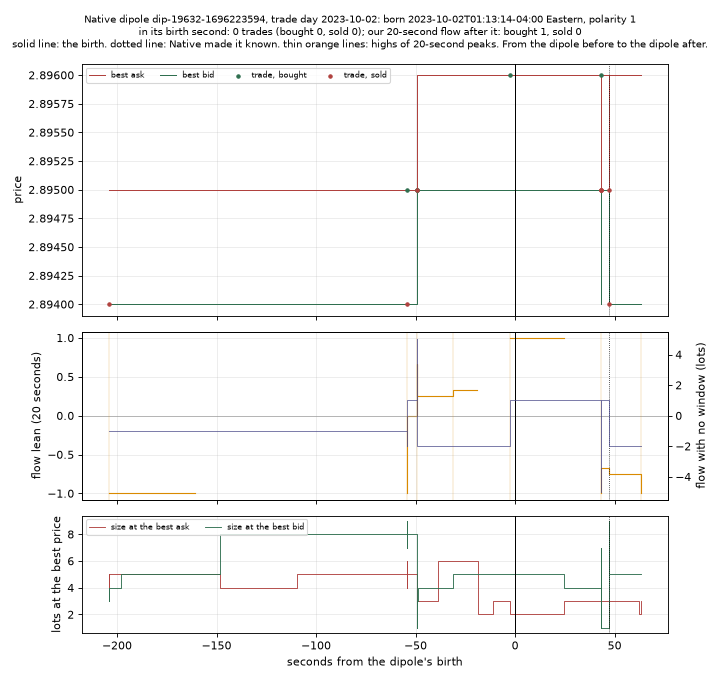 Native dipole dip-19632-1696223594, trade day 2023-10-02: born 2023-10-02T01:13:14-04:00 Eastern, polarity 1
in its birth second: 0 trades (bought 0, sold 0); our 20-second flow after it: bought 1, sold 0
solid line: the birth. dotted line: Native made it known. thin orange lines: highs of 20-second peaks. From the dipole before to the dipole after.
best ask
best bid
trade, bought
trade, sold
2.89600
2.89575
2.89550
2.89525
2.89500
2.89475
2.89450
2.89425
2.89400
price
1.0
0.5
0.0
−0.5
−1.0
flow lean (20 seconds)
4
2
0
−2
−4
flow with no window (lots)
size at the best ask
size at the best bid
8
6
4
2
lots at the best price
−200
−150
−100
−50
0
50
seconds from the dipole's birth